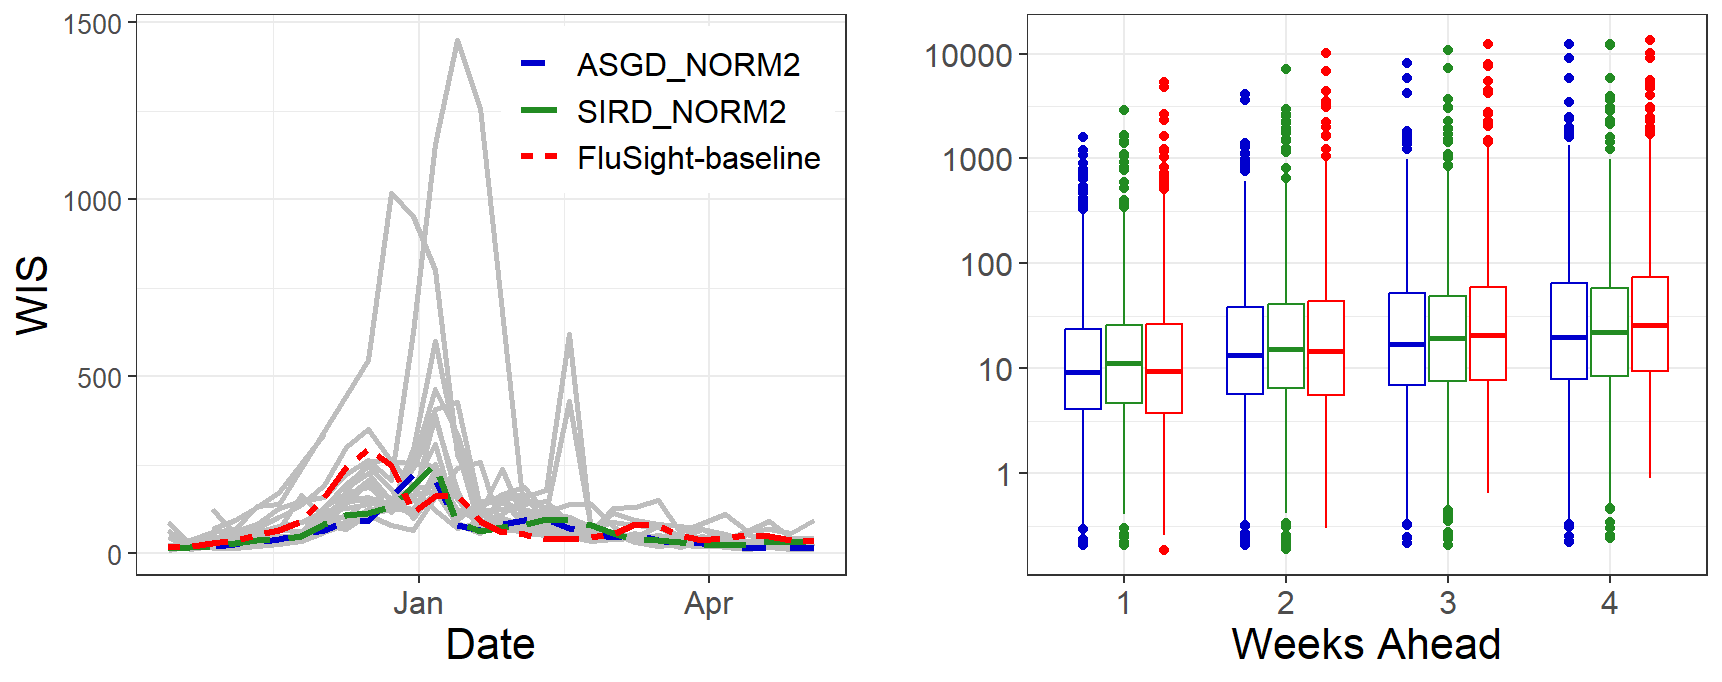 1500
1000
500
0
WIS
ASGD_NORM2
SIRD_NORM2
FluSight-baseline
Jan
Apr
Date
10000
1000
100
10
1
1
2
3
4
Weeks Ahead